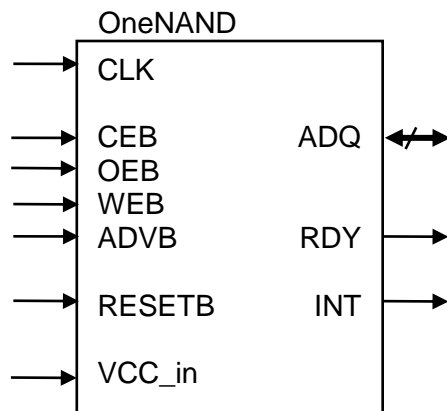 OneNAND
CLK
CEB ADQ
OEB
WEB
ADVB RDY
RESETB INT
VCC_in